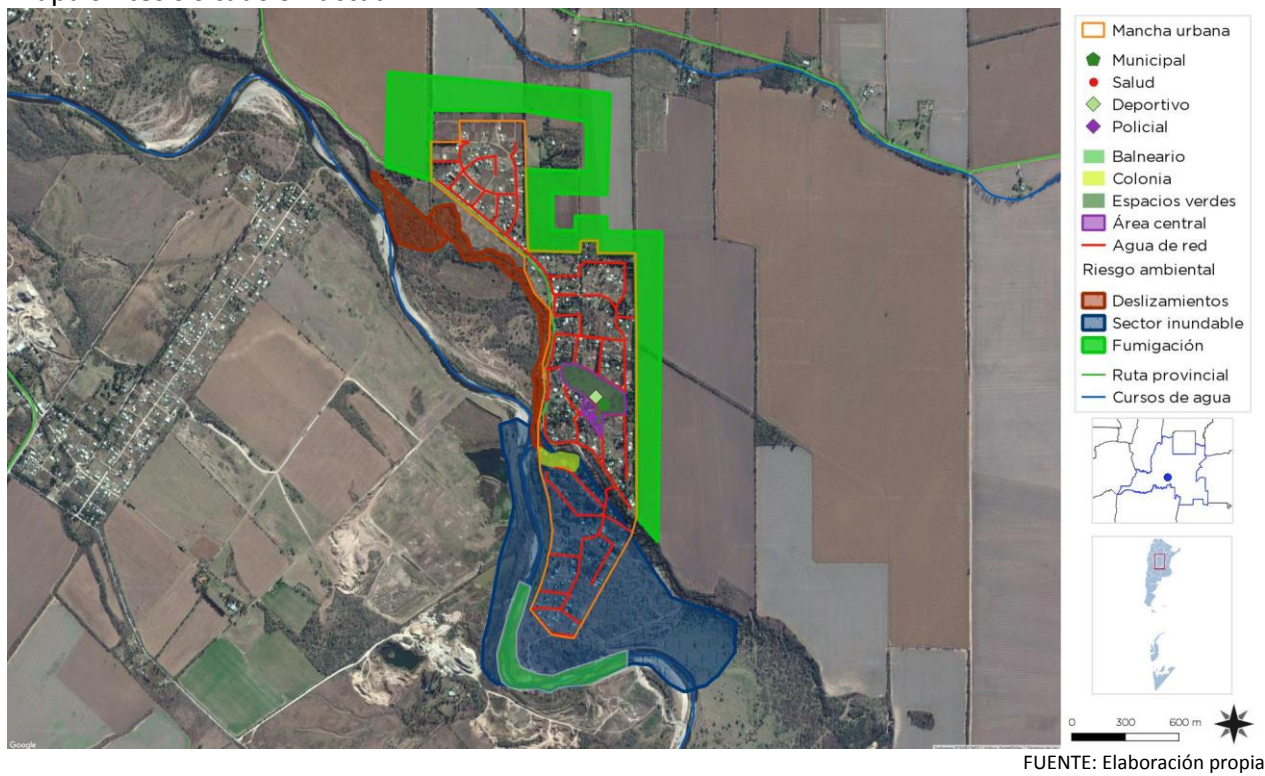 Mancha urbana
Municipal
Salud
Deportivo
Policial
Balneario
Colonia
Espacios verdes
Área central
Agua de red
Riesgo ambiental
Deslizamientos
Sector inundable
Fumigación
Ruta provincial
Cursos de agua
0 300 600 m
Google
FUENTE: Elaboración propia